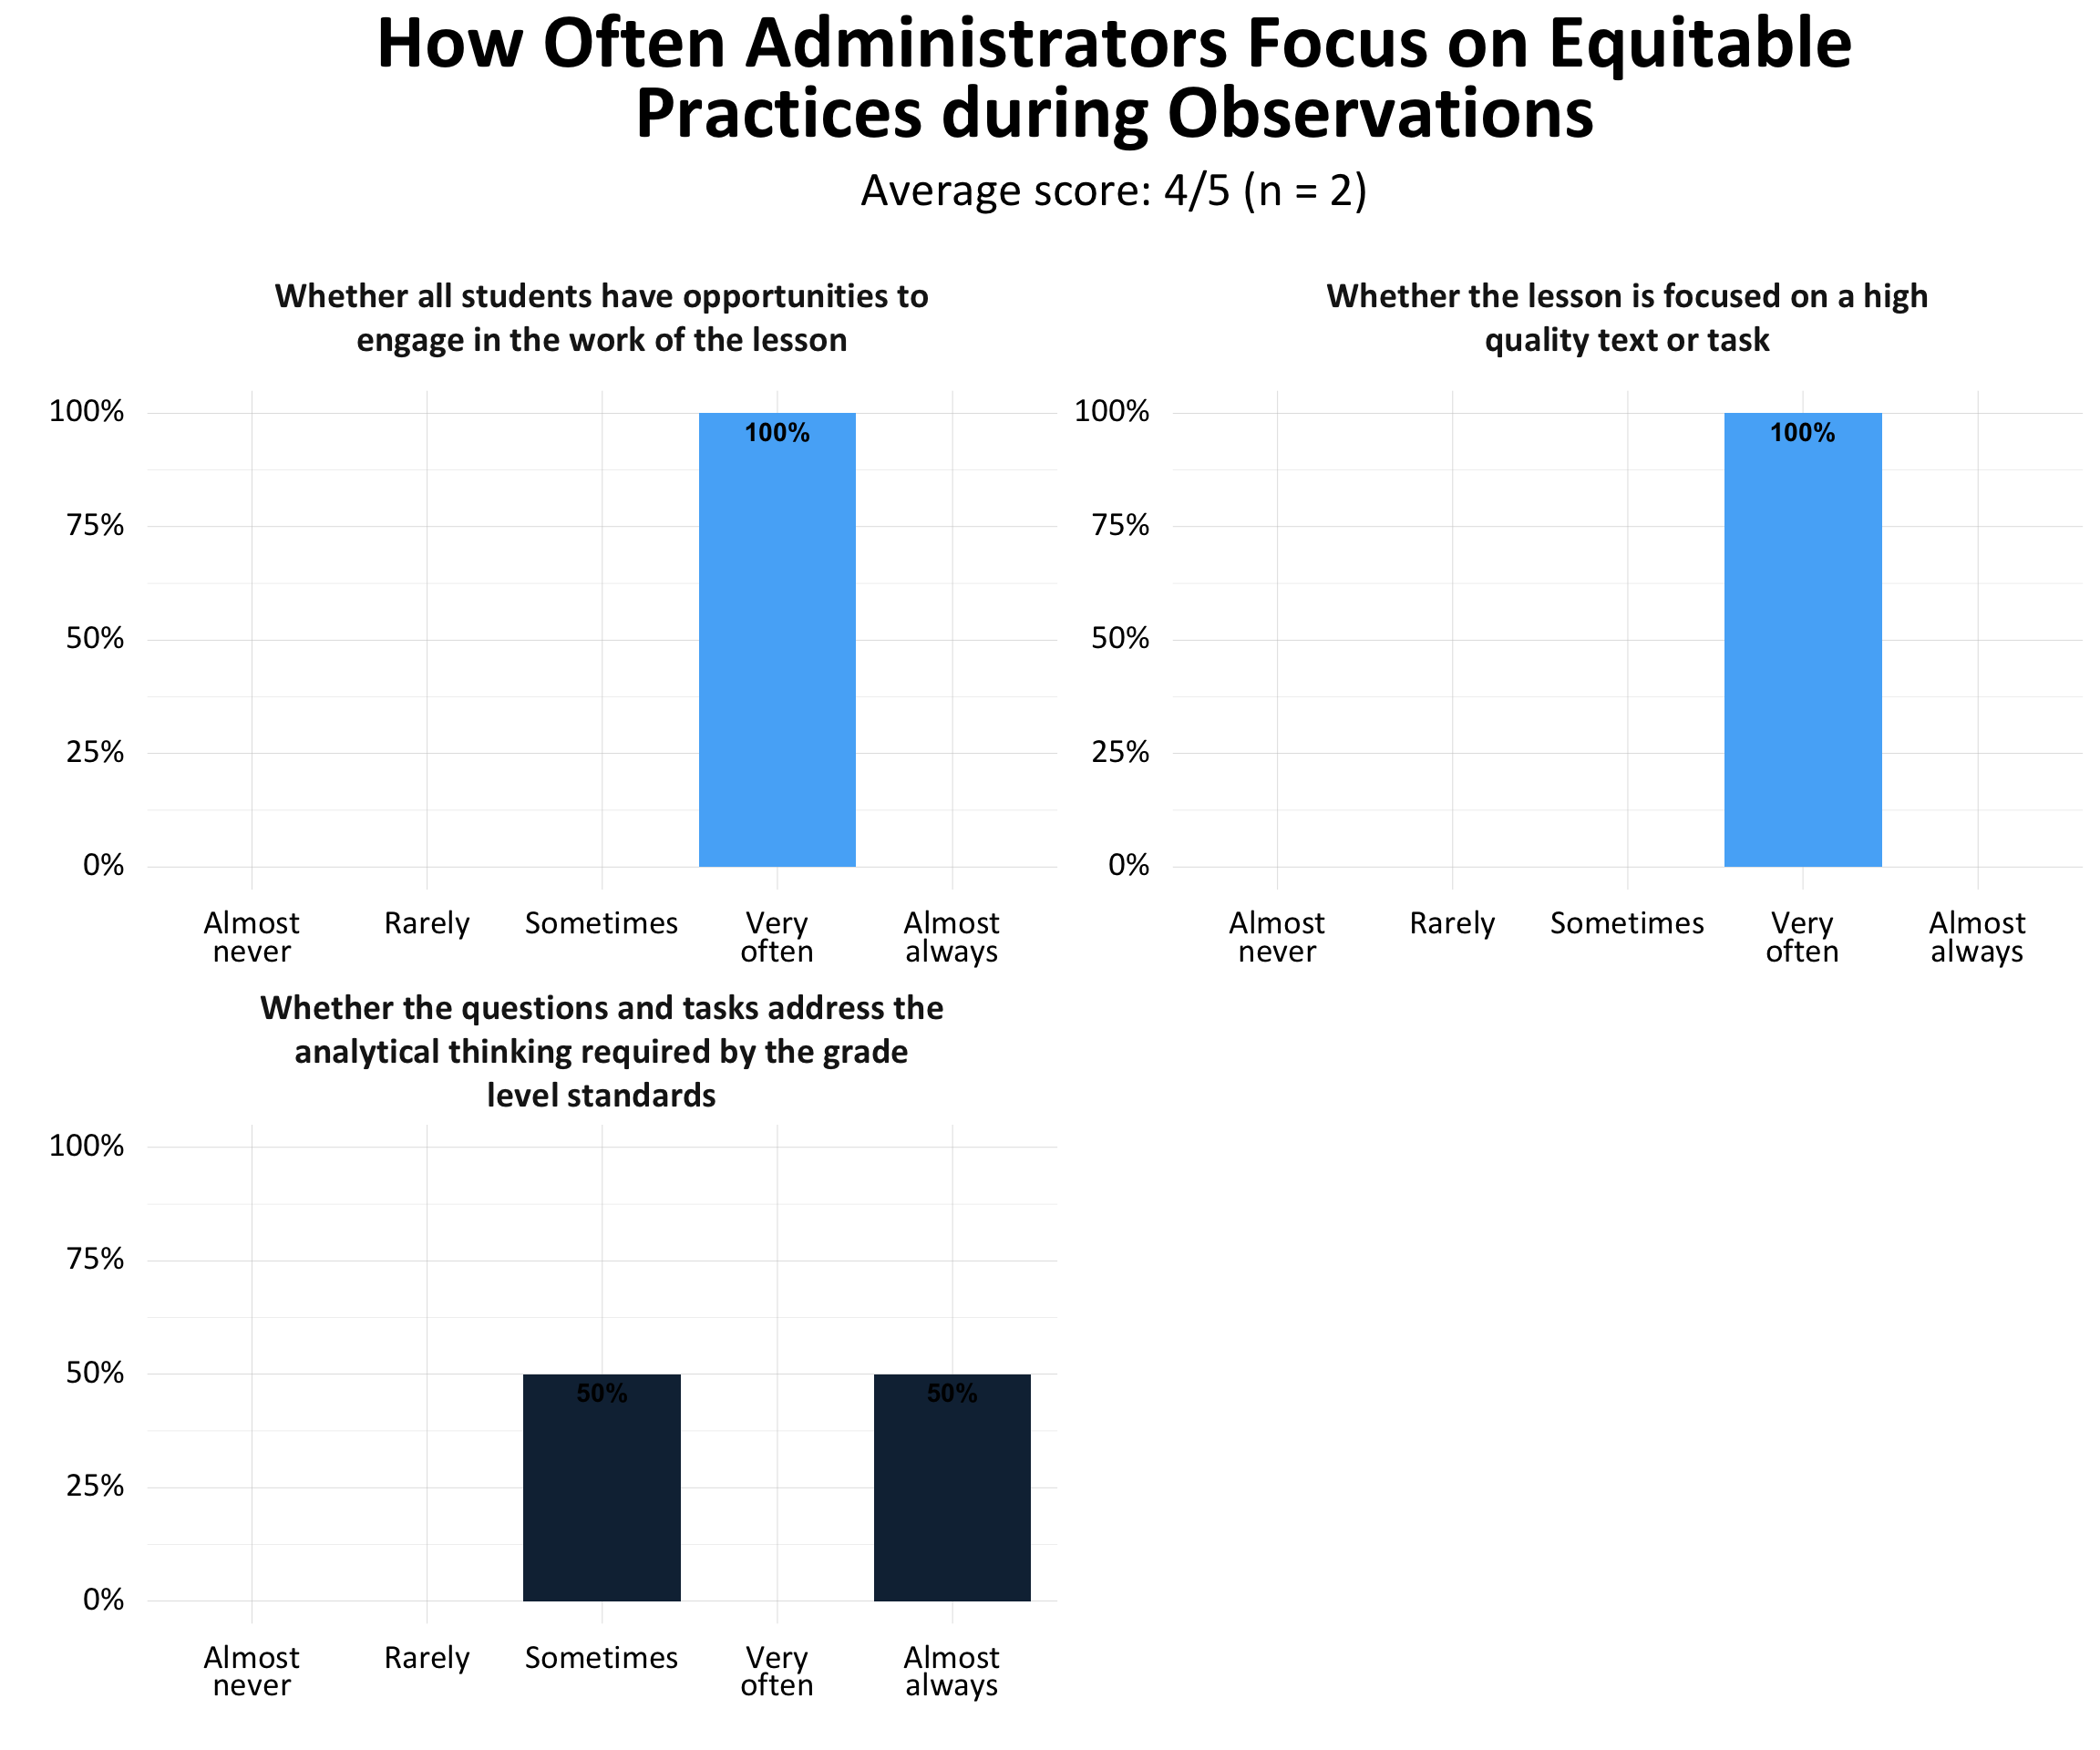 How Often Administrators Focus on Equitable
Practices during Observations
Average score: 4/5 (n = 2)
Whether all students have opportunities to
engage in the work of the lesson
100%
75%
50%
25%
0%
100%
Almost
never
Rarely
Sometimes
Very
often
Almost
always
Whether the lesson is focused on a high
quality text or task
100%
75%
50%
25%
0%
100%
Almost
never
Rarely
Sometimes
Very
often
Almost
always
Whether the questions and tasks address the
analytical thinking required by the grade
level standards
100%
75%
50%
25%
0%
50%
50%
Almost
never
Rarely
Sometimes
Very
often
Almost
always